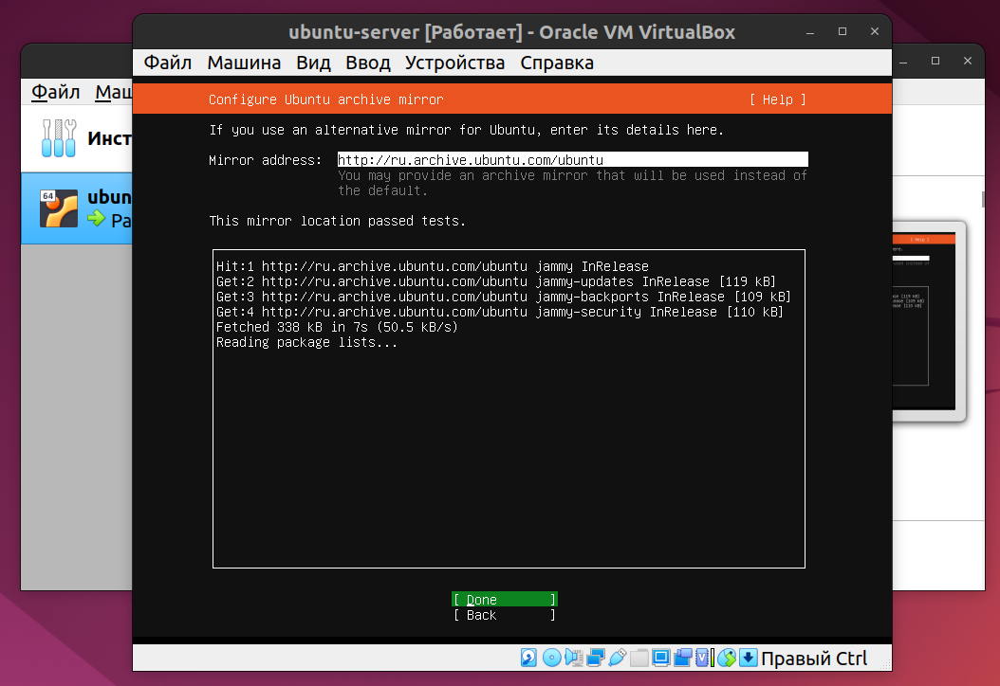 ubuntu-server [Работает] - Oracle VM VirtualBox
Файл Машина Вид Ввод Устройства Справка
Файл Маш
Инст
64
ubun
Ра
Configure Ubuntu archive mirror [ Help ]
If you use an alternative mirror for Ubuntu, enter its details here.
Mirror address: http://ru.archive.ubuntu.com/ubuntu
You may provide an archive mirror that will be used instead of
the default.
This mirror location passed tests.
Hit:1 http://ru.archive.ubuntu.com/ubuntu jammy InRelease
Get:2 http://ru.archive.ubuntu.com/ubuntu jammy-updates InRelease [119 kB]
Get:3 http://ru.archive.ubuntu.com/ubuntu jammy-backports InRelease [109 kB]
Get:4 http://ru.archive.ubuntu.com/ubuntu jammy-security InRelease [110 kB]
Fetched 338 kB in 7s (50.5 kB/s)
Reading package lists...
[ Done ]
[ Back ]
Правый Ctrl